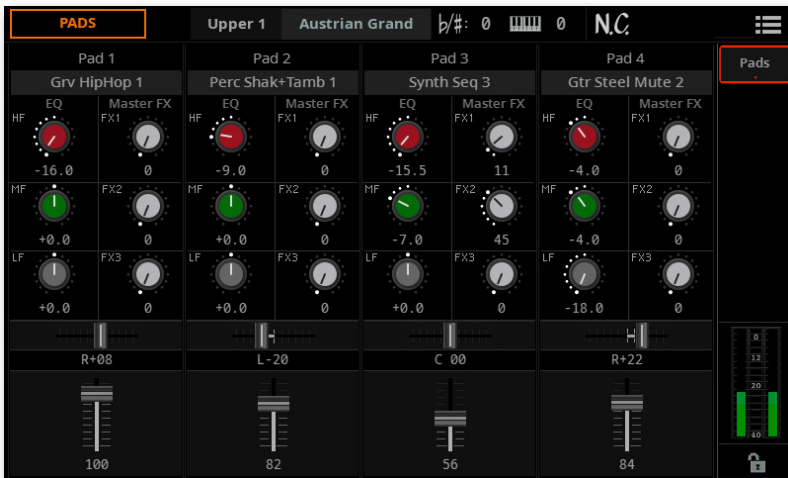 PADS Upper 1 Austrian Grand ♭/♯: 0 0 N.C.
Pad 1 Pad 2 Pad 3 Pad 4 Pads
Grv HipHop 1 Perc Shak+Tamb 1 Synth Seq 3 Gtr Steel Mute 2
EQ Master FX EQ Master FX EQ Master FX EQ Master FX
HF FX1 HF FX1 HF FX1 HF FX1
-16.0 0 -9.0 0 -15.5 11 -4.0 0
MF FX2 MF FX2 MF FX2 MF FX2
+0.0 0 +0.0 0 -7.0 45 -4.0 0
LF FX3 LF FX3 LF FX3 LF FX3
+0.0 0 +0.0 0 +0.0 0 -18.0 0
R+08 L-20 C 00 R+22
0
12
20
40
100 82 56 84